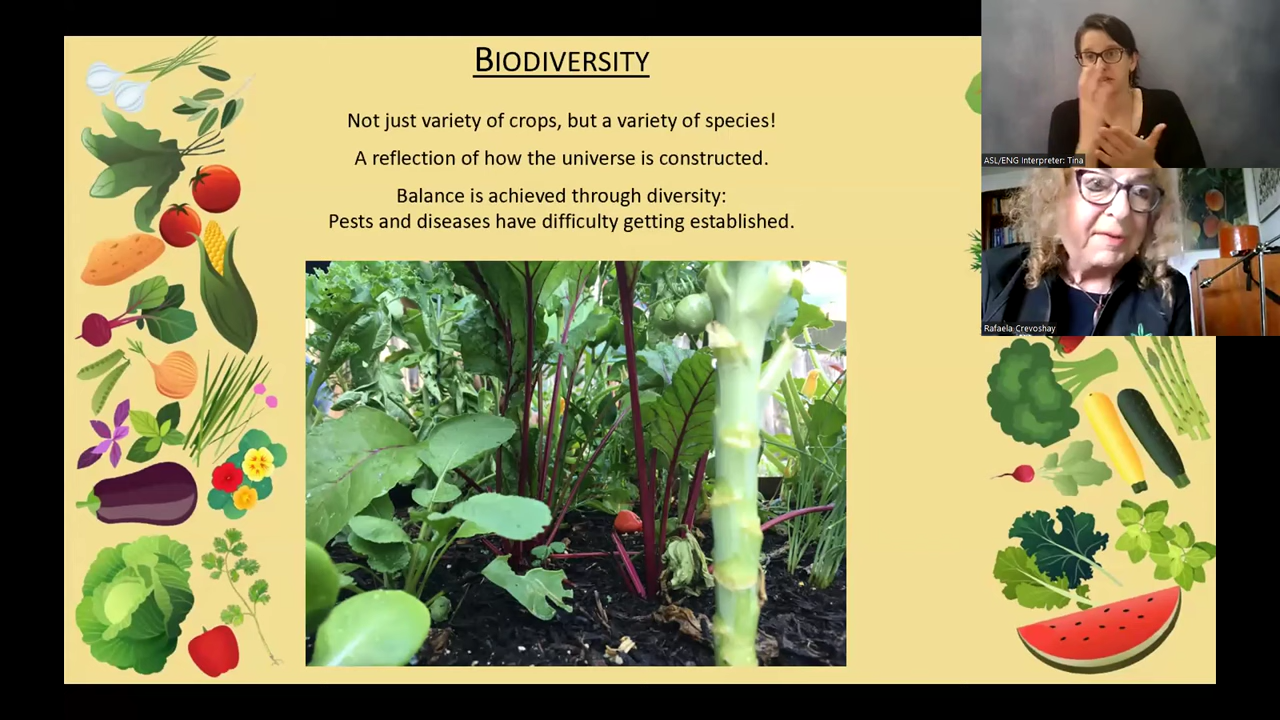 BIODIVERSITY
Not just variety of crops, but a variety of species!
A reflection of how the universe is constructed.
Balance is achieved through diversity:
Pests and diseases have difficulty getting established.
ASL/ENG Interpreter: Tina
Rafaela Crevoshay